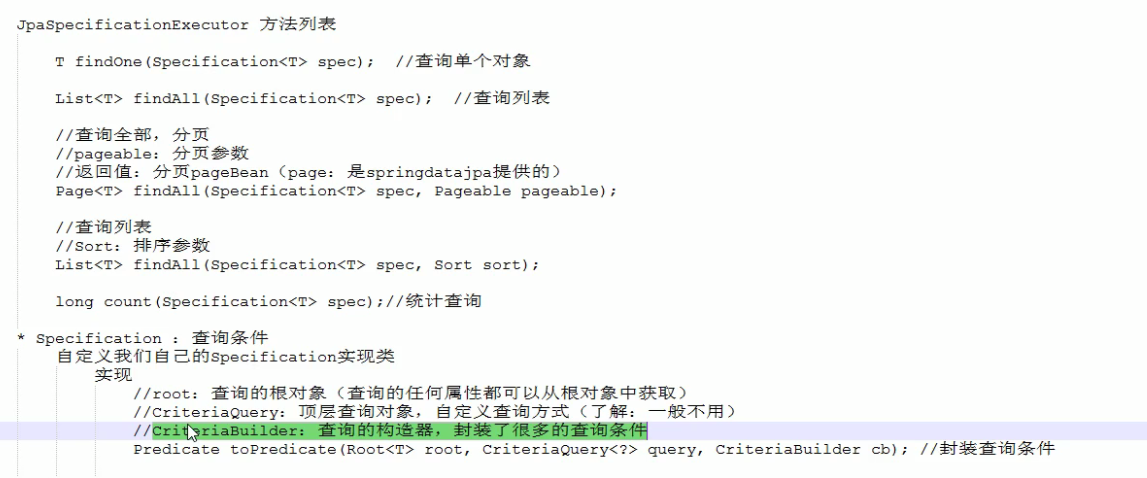 JpaSpecificationExecutor 方法列表
T findOne(Specification<T> spec);  //查询单个对象
List<T> findAll(Specification<T> spec);  //查询列表
//查询全部，分页
//pageable：分页参数
//返回值：分页pageBean（page：是springdatajpa提供的）
Page<T> findAll(Specification<T> spec, Pageable pageable);
//查询列表
//Sort：排序参数
List<T> findAll(Specification<T> spec, Sort sort);
long count(Specification<T> spec);//统计查询
* Specification ：查询条件
自定义我们自己的Specification实现类
实现
//root：查询的根对象（查询的任何属性都可以从根对象中获取）
//CriteriaQuery：顶层查询对象，自定义查询方式（了解：一般不用）
//CriteriaBuilder：查询的构造器，封装了很多的查询条件
Predicate toPredicate(Root<T> root, CriteriaQuery<?> query, CriteriaBuilder cb); //封装查询条件